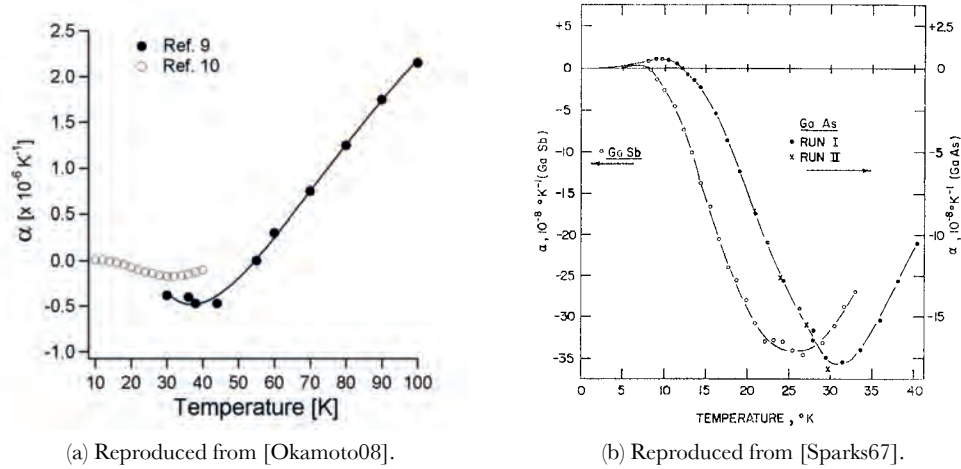 2.5
2.0
1.5
1.0
0.5
0.0
-0.5
-1.0
α [x 10⁻⁶ K⁻¹]
Ref. 9
Ref. 10
10 20 30 40 50 60 70 80 90 100
Temperature [K]
(a) Reproduced from [Okamoto08].
+5
0
-5
-10
-15
-20
-25
-30
-35
α, 10⁻⁸ °K⁻¹ (Ga Sb)
Ga Sb
Ga As
RUN I
RUN II
+2
0
-5
-10
-15
α, 10⁻⁸ °K⁻¹ (Ga As)
0 5 10 15 20 25 30 35 40
TEMPERATURE, °K
(b) Reproduced from [Sparks67].